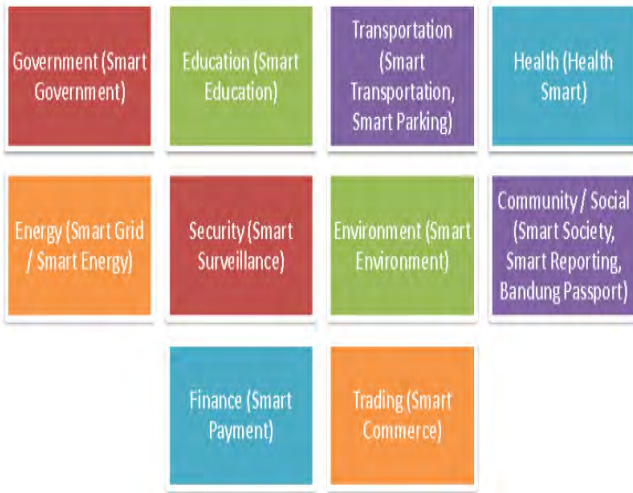 Government (Smart
Government)
Education (Smart
Education)
Transportation
(Smart
Transportation,
Smart Parking)
Health (Health
Smart)
Energy (Smart Grid
/ Smart Energy)
Security (Smart
Surveillance)
Environment (Smart
Environment)
Community / Social
(Smart Society,
Smart Reporting,
Bandung Passport)
Finance (Smart
Payment)
Trading (Smart
Commerce)